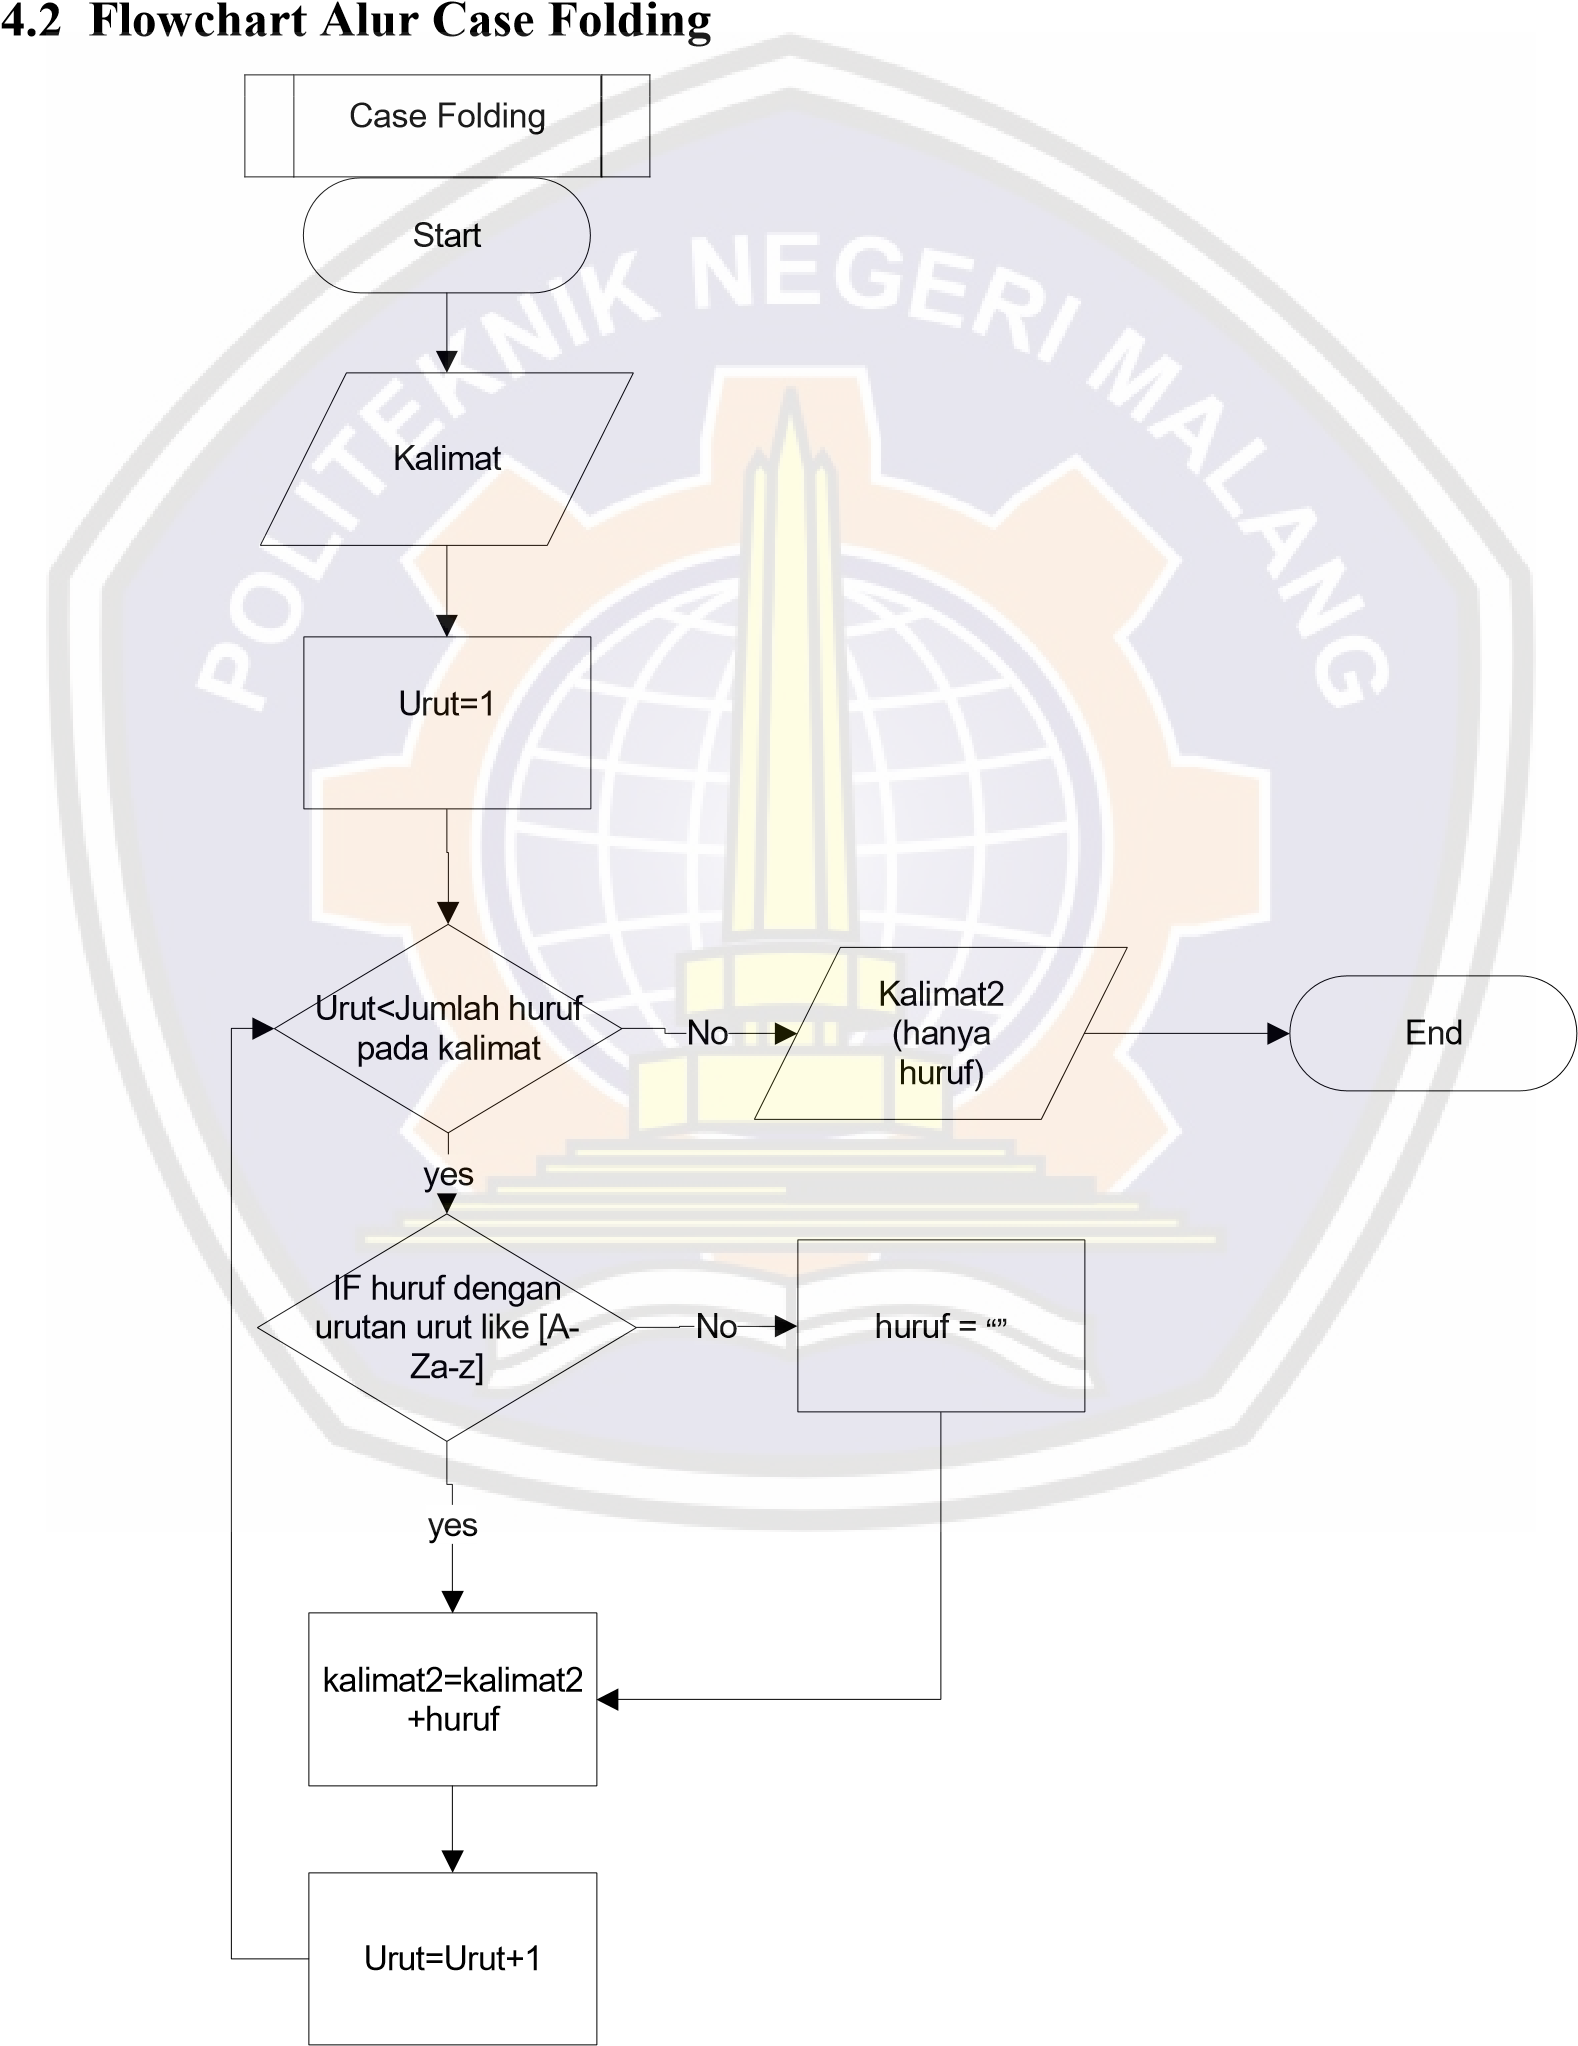 4.2 Flowchart Alur Case Folding
Case Folding
Start
POLITEKNIK NEGERI MALANG
Kalimat
Urut=1
Urut<Jumlah huruf
pada kalimat
No
Kalimat2
(hanya
huruf)
End
yes
IF huruf dengan
urutan urut like [A-
Za-z]
No
huruf = “”
yes
kalimat2=kalimat2
+huruf
Urut=Urut+1